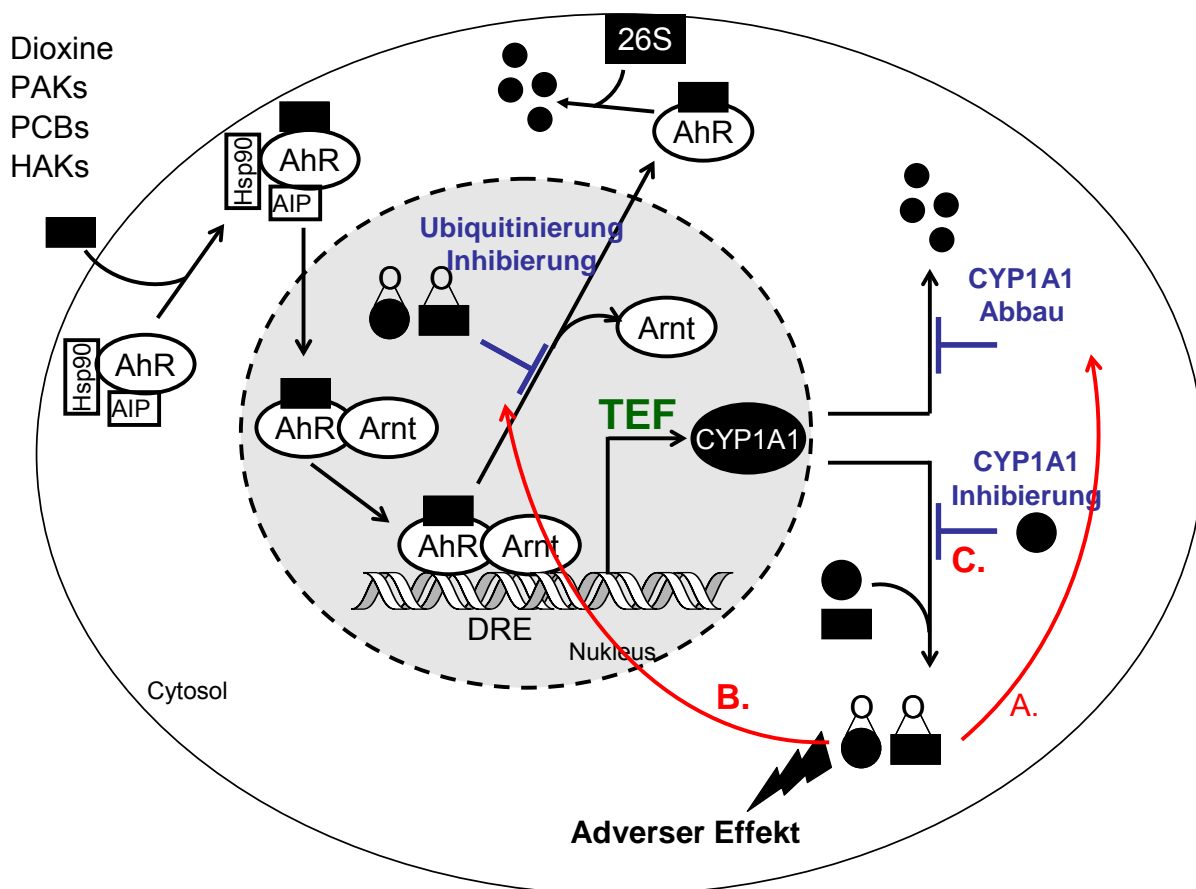 Dioxine
PAKs
PCBs
HAKs
26S
AhR
Hsp90
AhR
AIP
Ubiquitinierung
Inhibierung
O O
CYP1A1
Abbau
Arnt
Hsp90
AhR
AIP
TEF
CYP1A1
AhR
Arnt
CYP1A1
Inhibierung
AhR
Arnt
C.
DRE
Nukleus
Cytosol
B.
O O
A.
Adverser Effekt